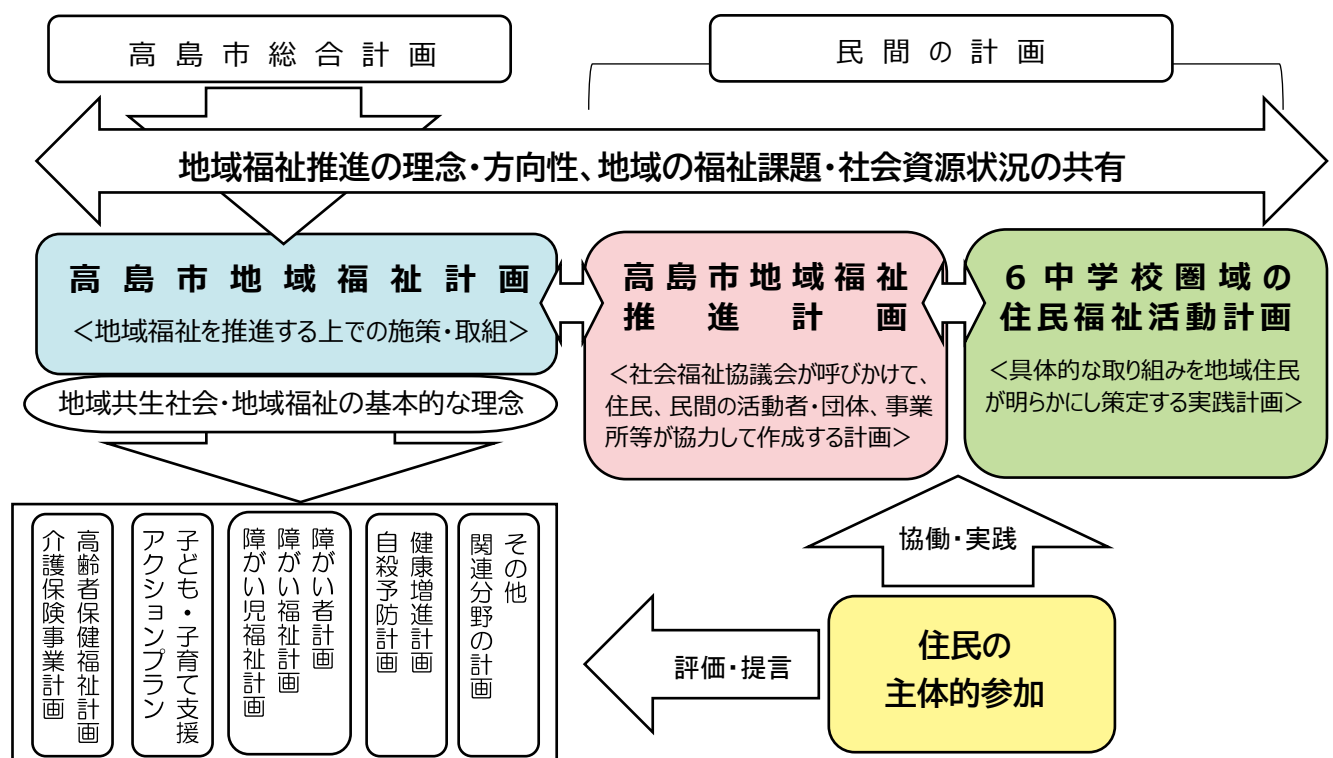 高島市総合計画
民間の計画
地域福祉推進の理念・方向性、地域の福祉課題・社会資源状況の共有
高島市地域福祉計画
<地域福祉を推進する上での施策・取組>
高島市地域福祉
推進計画
<社会福祉協議会が呼びかけて、
住民、民間の活動者・団体、事業
所等が協力して作成する計画>
6中学校圏域の
住民福祉活動計画
<具体的な取り組みを地域住民
が明らかにし策定する実践計画>
地域共生社会・地域福祉の基本的な理念
高齢者保健福祉計画
介護保険事業計画
子ども・子育て支援
アクションプラン
障がい者計画
障がい福祉計画
障がい児福祉計画
健康増進計画
自殺予防計画
その他
関連分野の計画
協働・実践
評価・提言
住民の
主体的参加